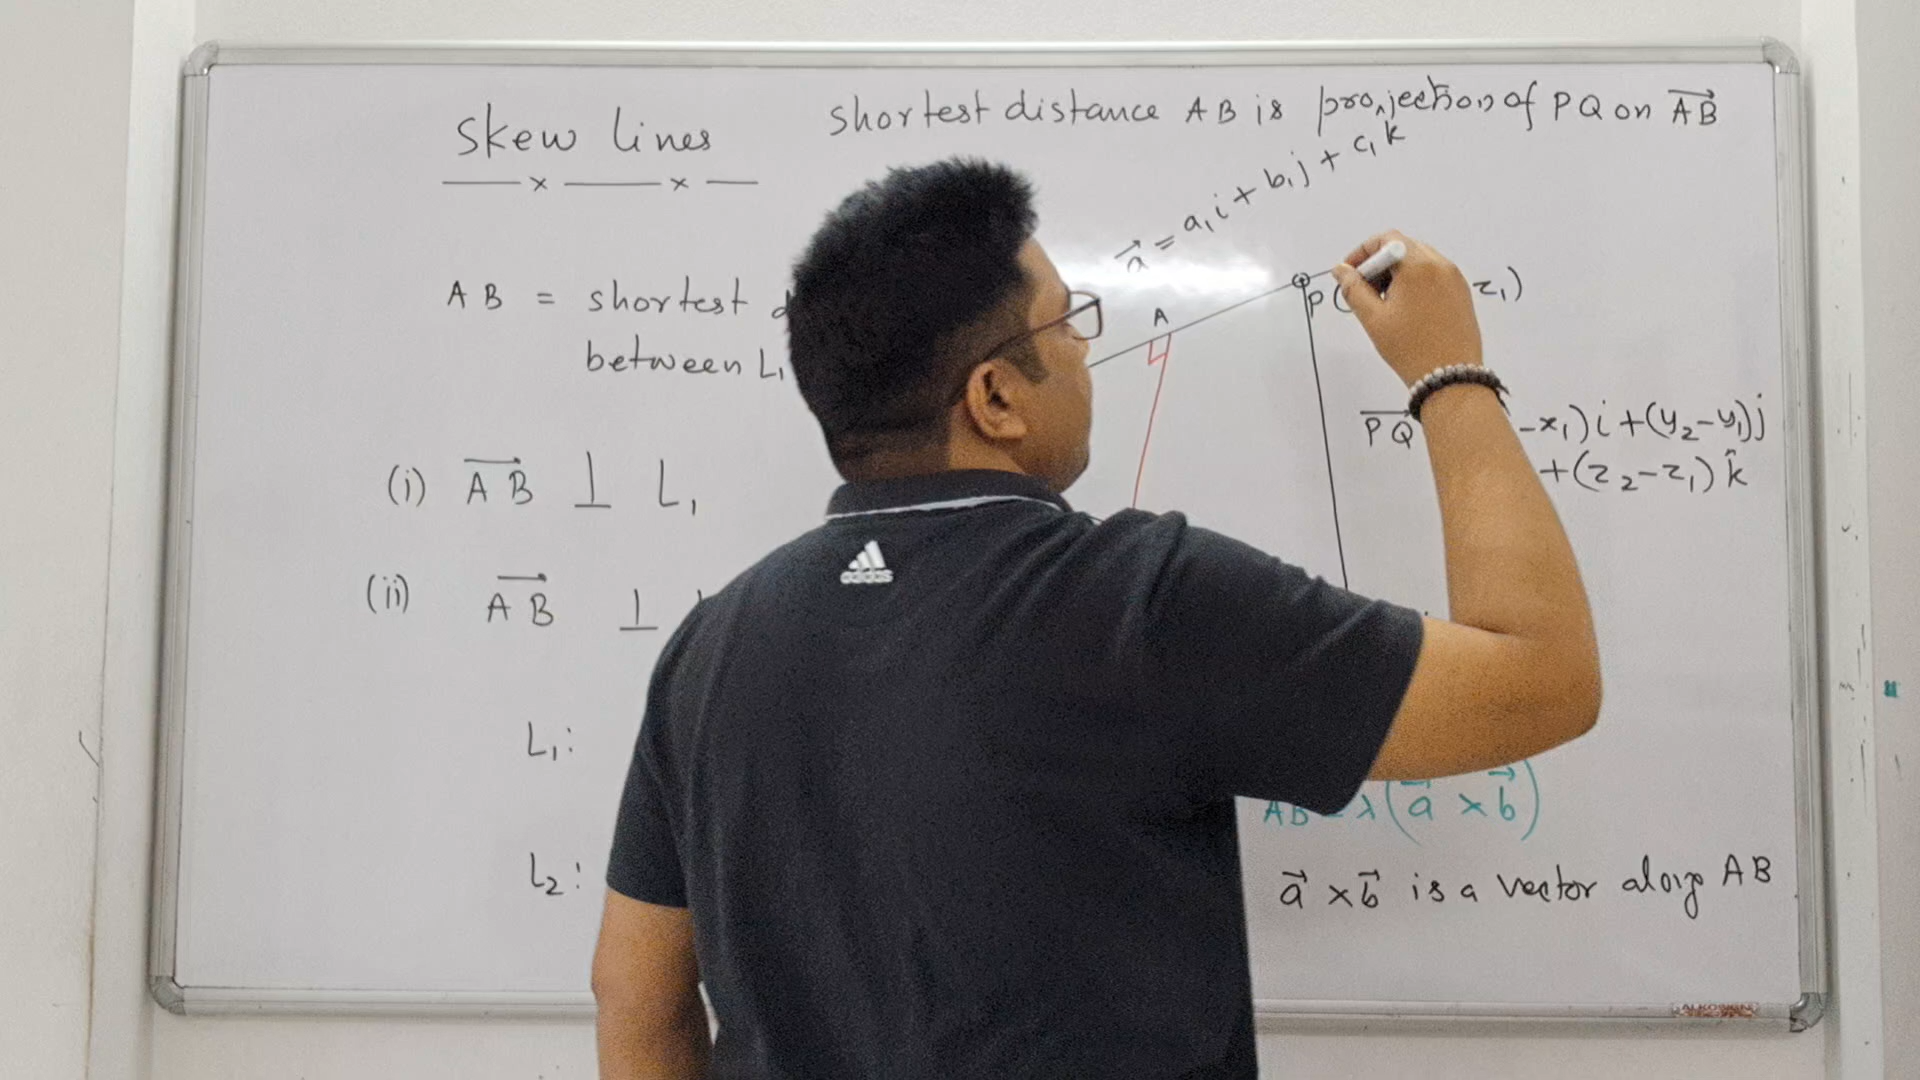 Skew lines
shortest distance AB is projection of PQ on AB
a = a₁i + b₁j + c₁k
AB = shortest
between L₁
A
P( z₁)
PQ -x₁)i + (y₂-y₁)j
+(z₂-z₁)k̂
(i) AB ⊥ L₁
(ii) AB ⊥
adidas
L₁:
L₂:
AB = λ(a × b)
a × b is a vector along AB